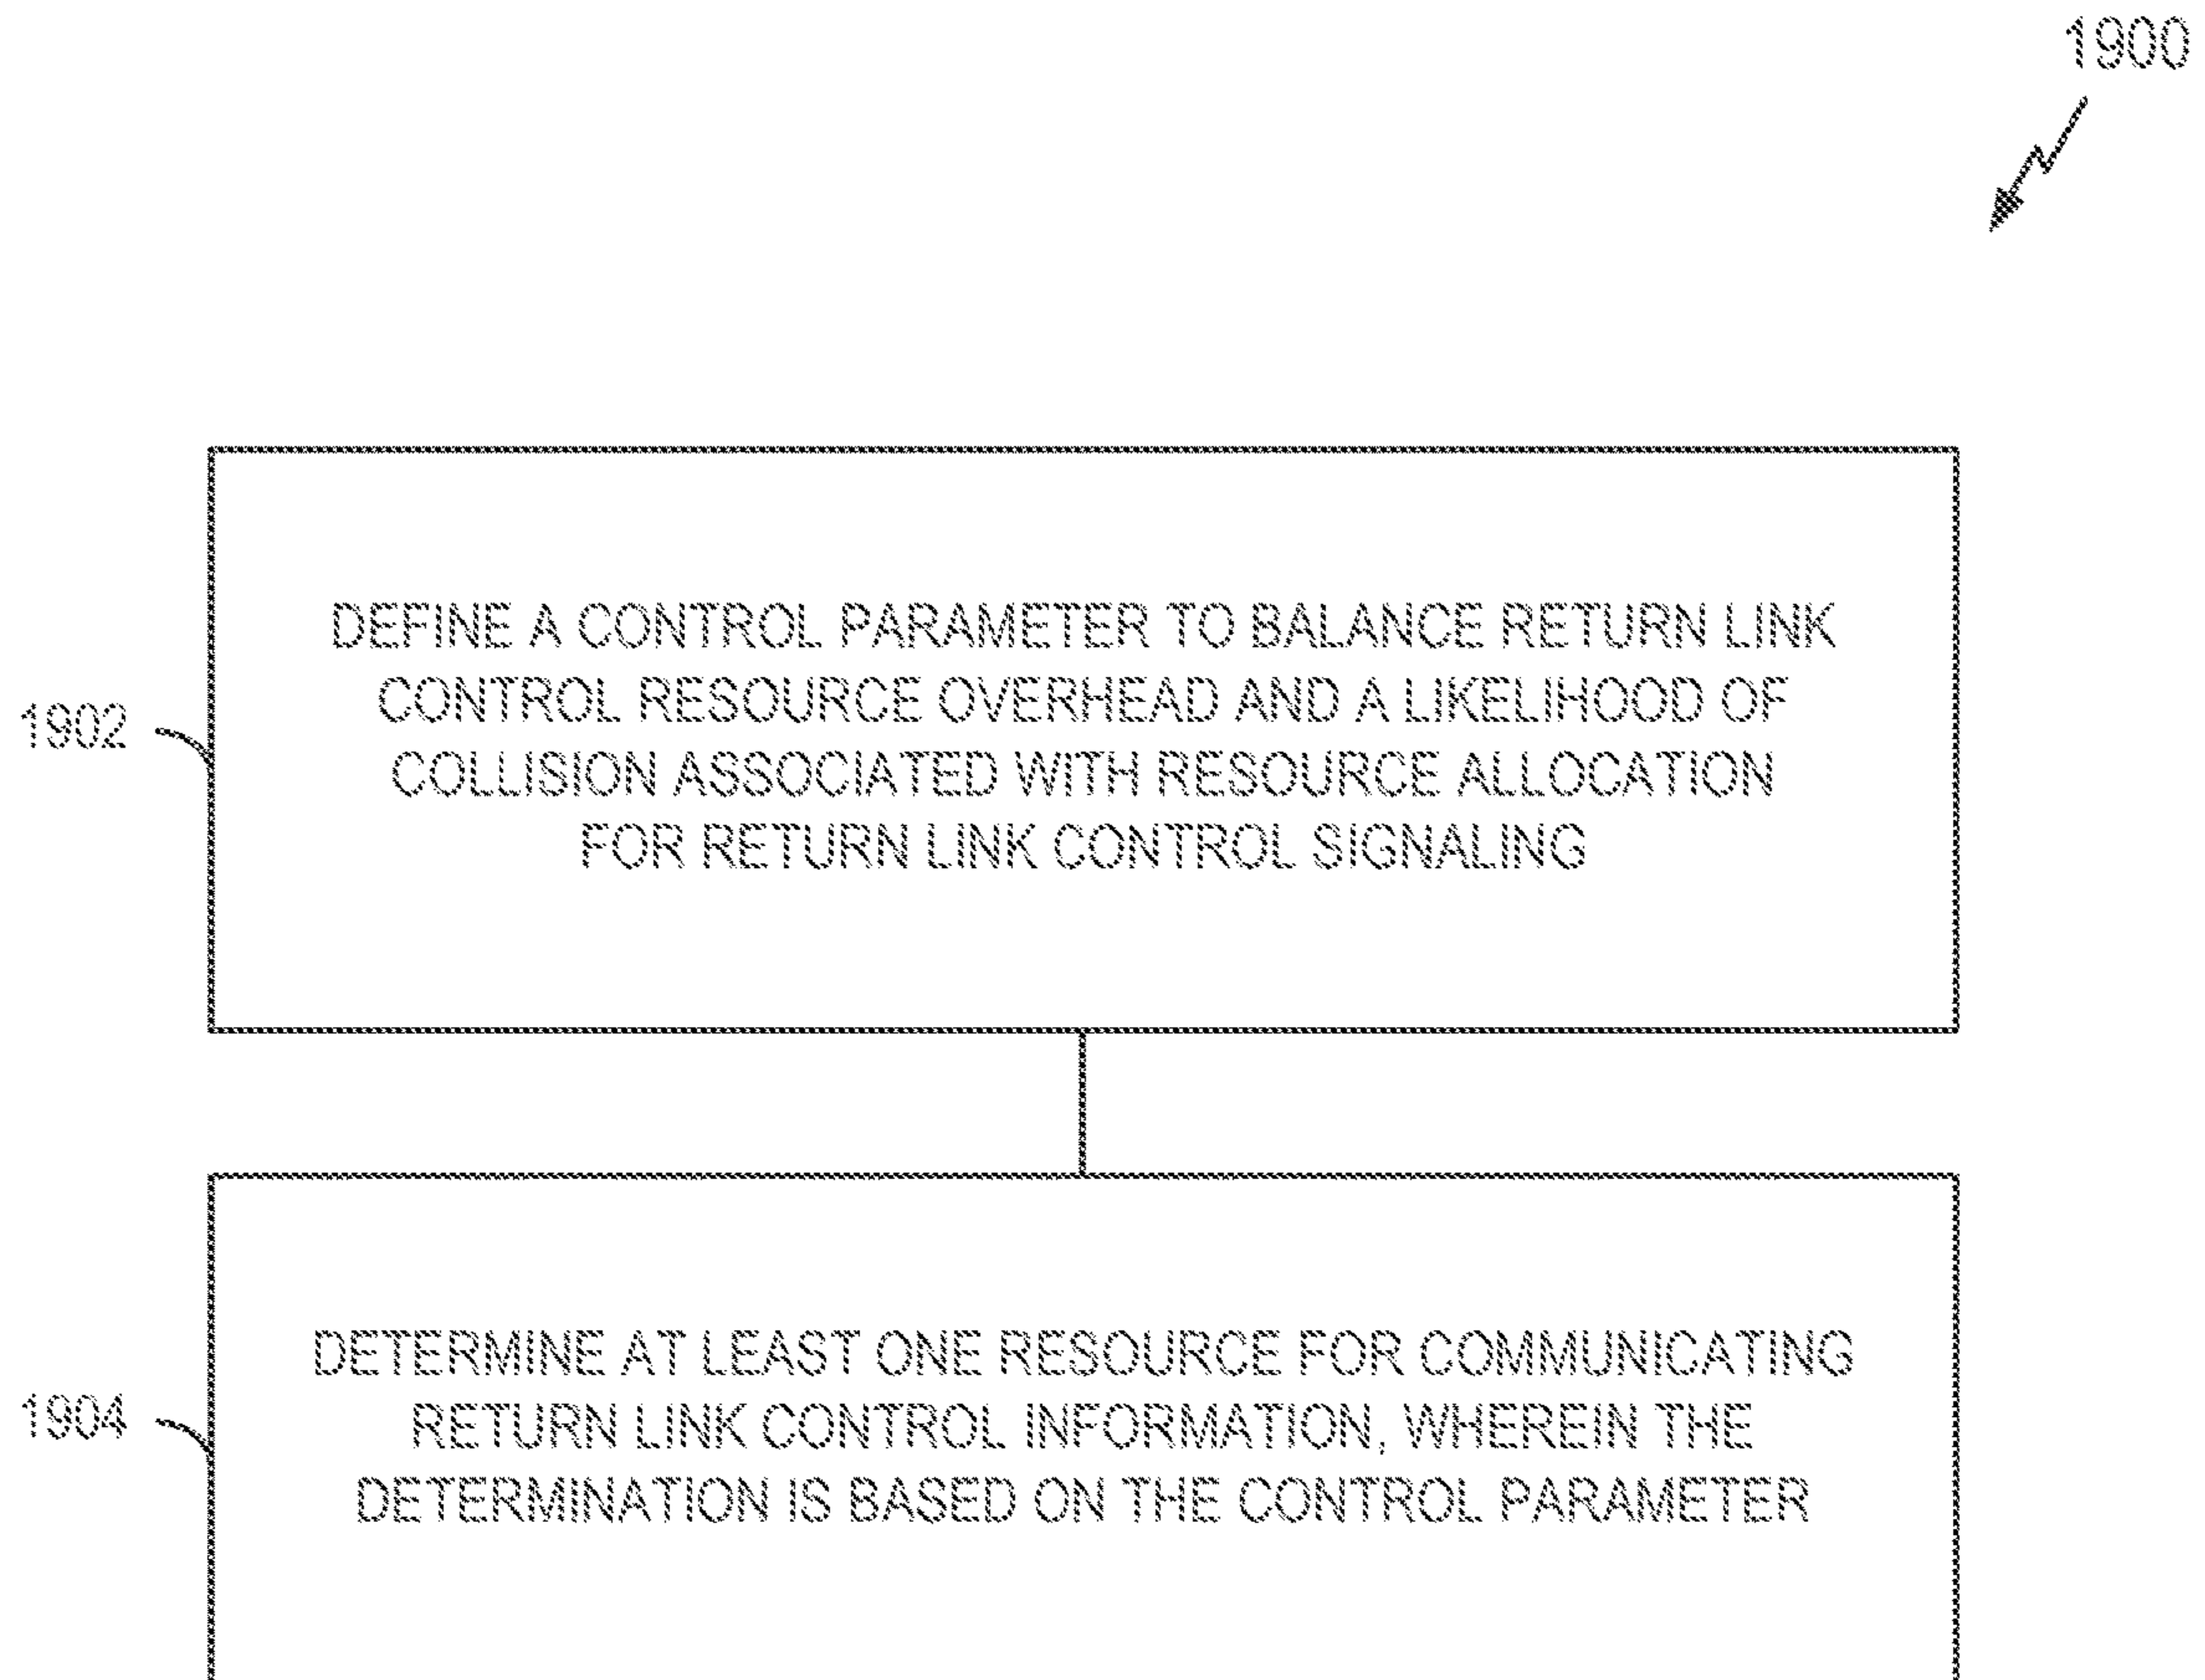 1900
DEFINE A CONTROL PARAMETER TO BALANCE RETURN LINK
CONTROL RESOURCE OVERHEAD AND A LIKELIHOOD OF
COLLISION ASSOCIATED WITH RESOURCE ALLOCATION
FOR RETURN LINK CONTROL SIGNALING
1902
DETERMINE AT LEAST ONE RESOURCE FOR COMMUNICATING
RETURN LINK CONTROL INFORMATION, WHEREIN THE
DETERMINATION IS BASED ON THE CONTROL PARAMETER
1904